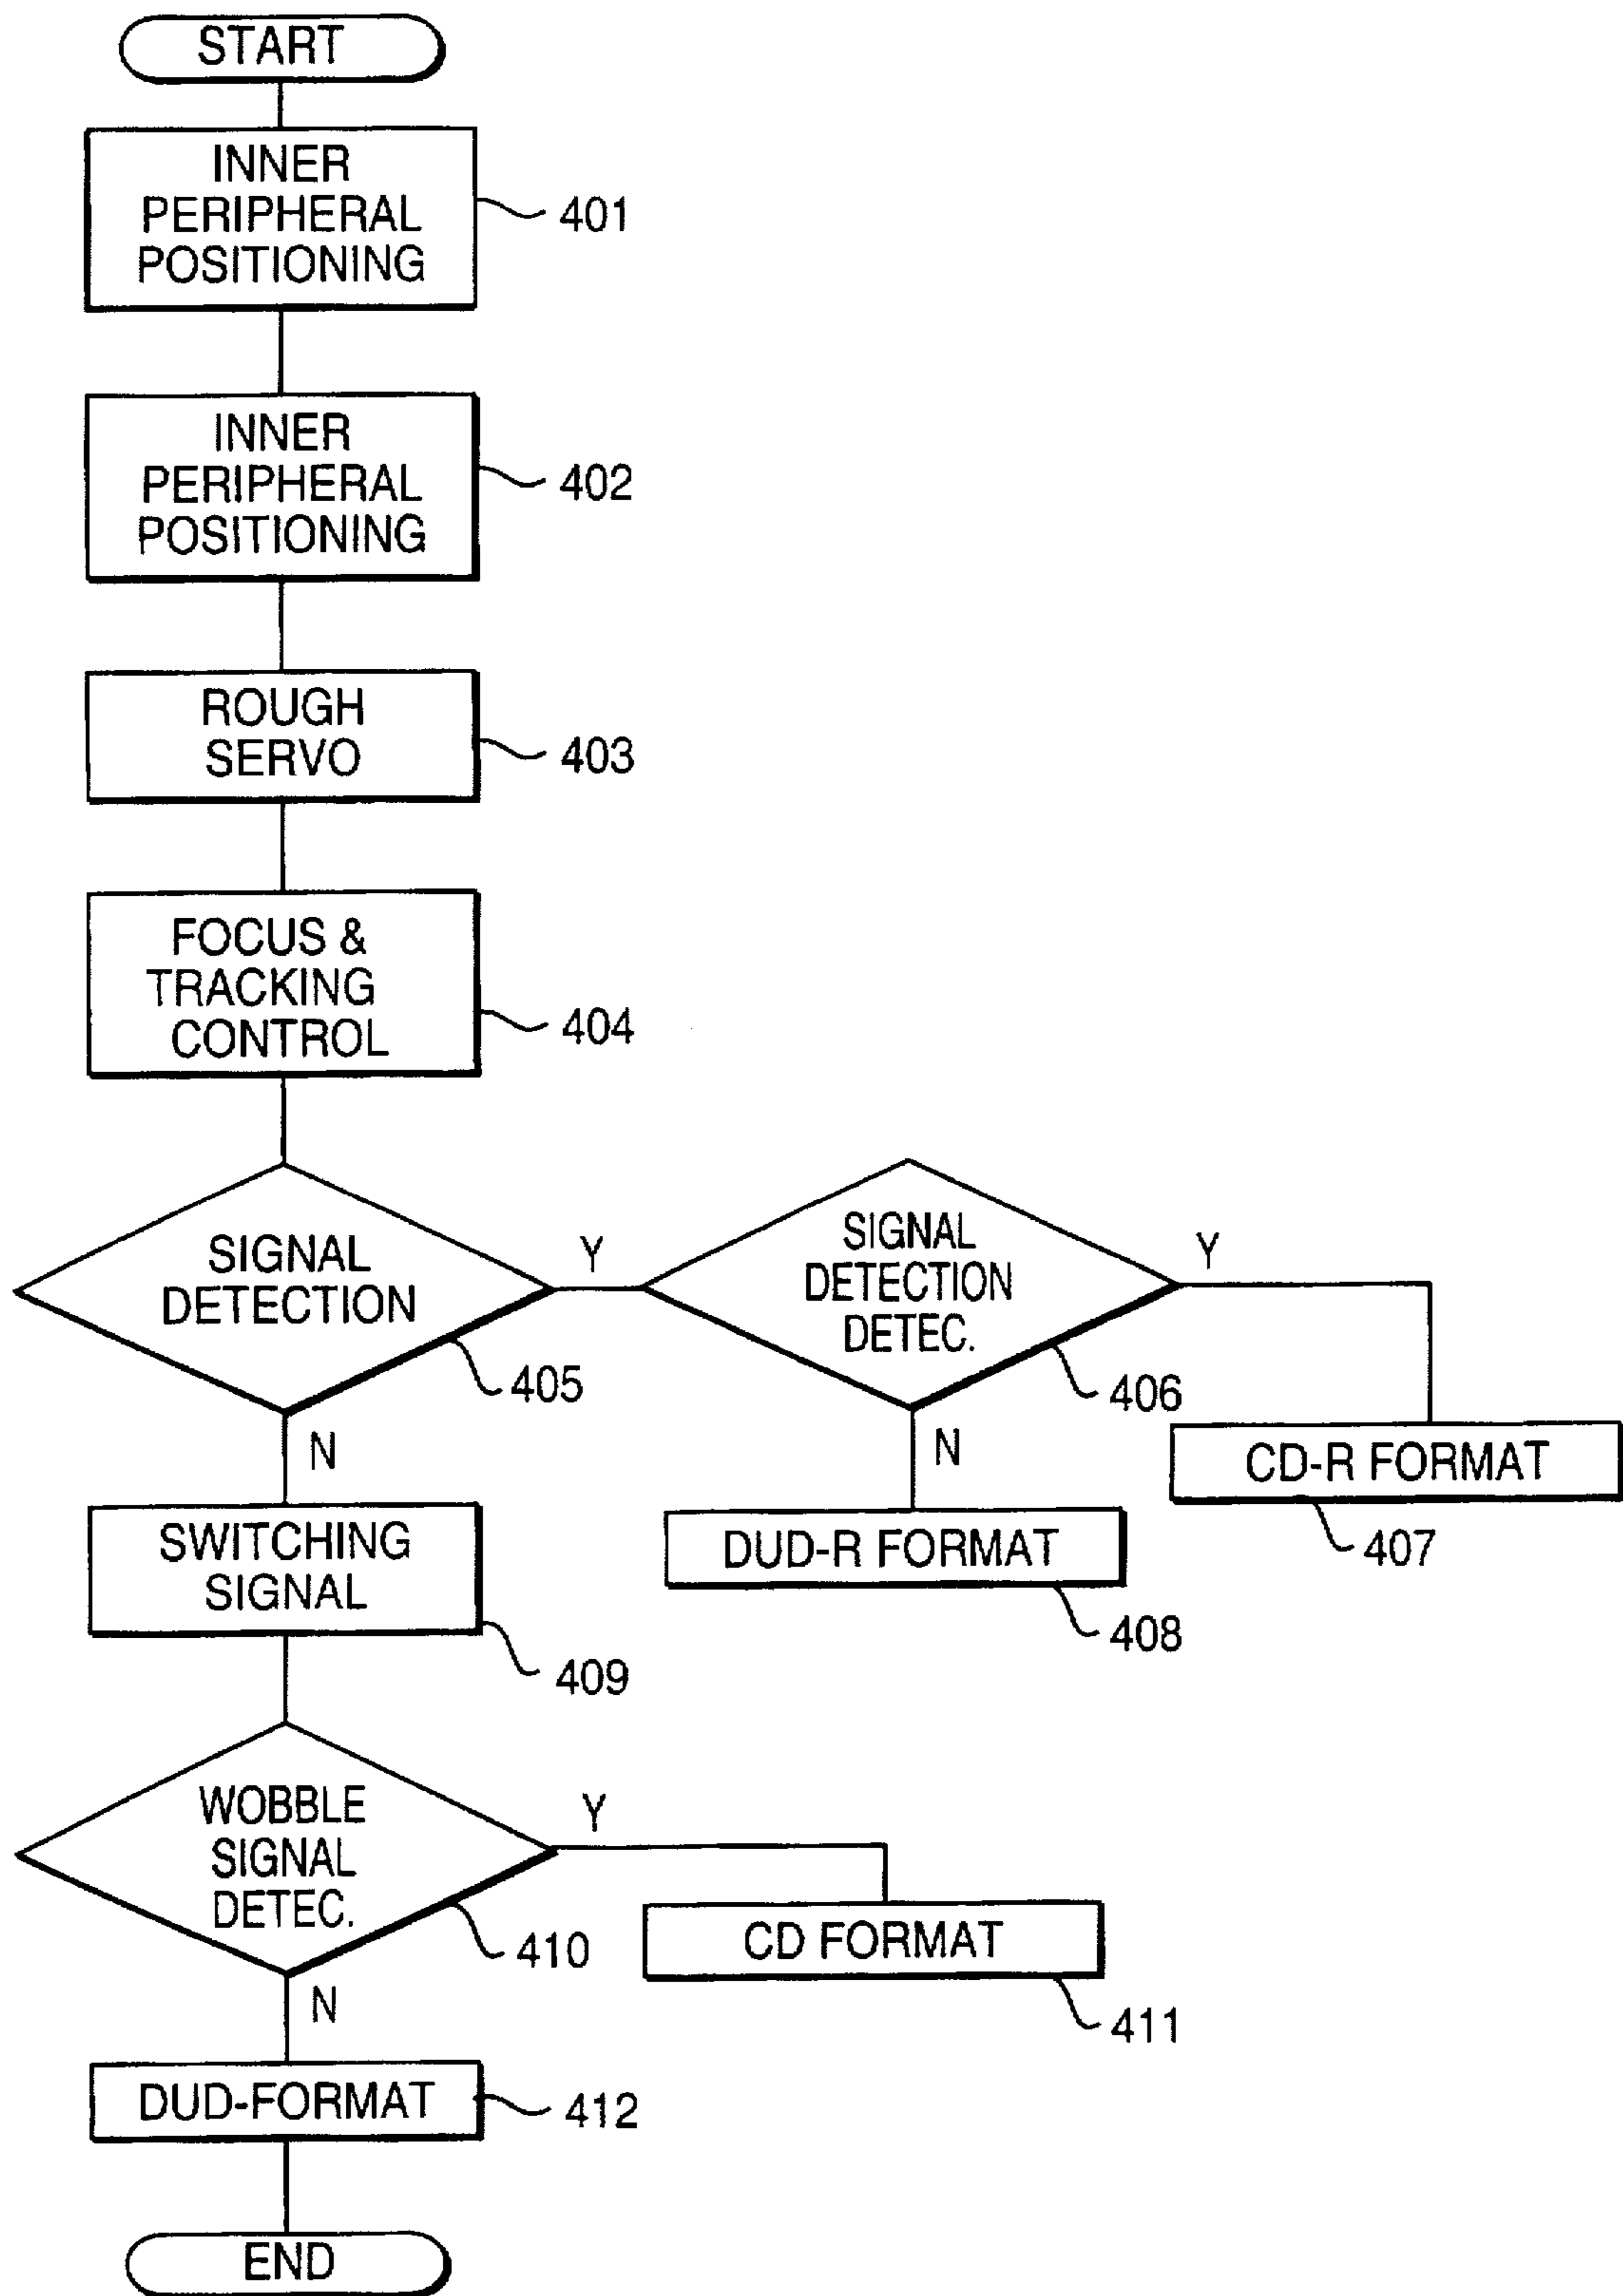 START
INNER
PERIPHERAL
POSITIONING
401
INNER
PERIPHERAL
POSITIONING
402
ROUGH
SERVO
403
FOCUS &
TRACKING
CONTROL
404
SIGNAL
DETECTION
405
Y
SIGNAL
DETECTION
DETEC.
406
Y
CD-R FORMAT
407
N
DUD-R FORMAT
408
N
SWITCHING
SIGNAL
409
WOBBLE
SIGNAL
DETEC.
410
Y
CD FORMAT
411
N
DUD-FORMAT
412
END